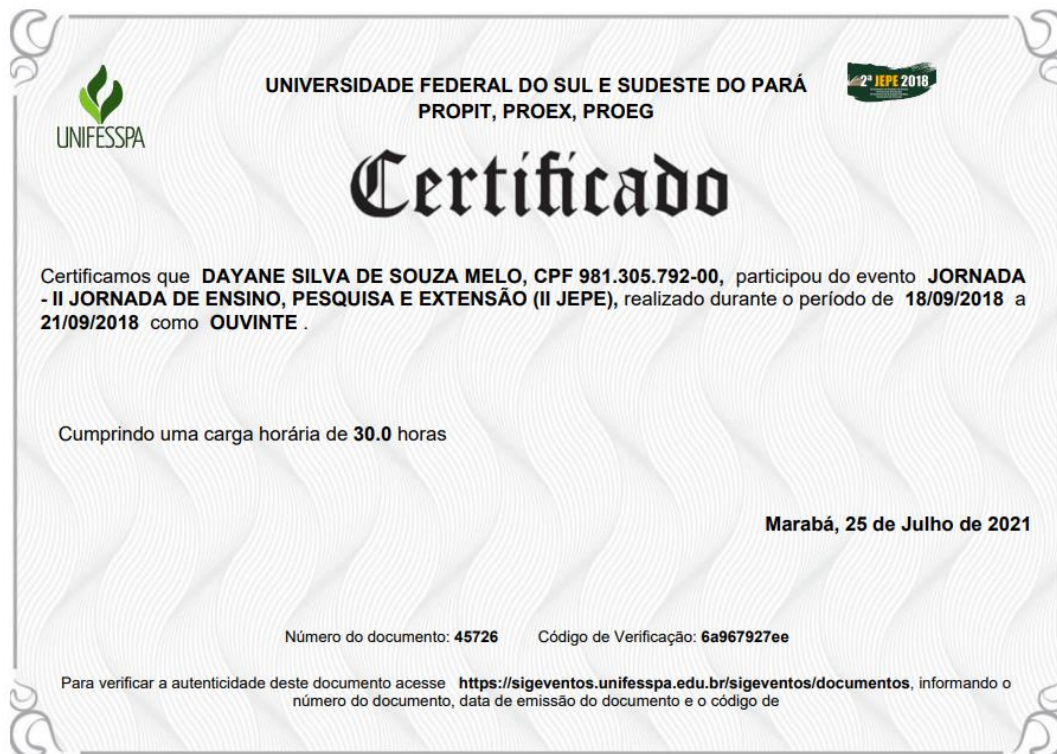 UNIFESSPA
UNIVERSIDADE FEDERAL DO SUL E SUDESTE DO PARÁ
PROPIT, PROEX, PROEG
2ª JEPE 2018
Certificado
Certificamos que DAYANE SILVA DE SOUZA MELO, CPF 981.305.792-00, participou do evento JORNADA
- II JORNADA DE ENSINO, PESQUISA E EXTENSÃO (II JEPE), realizado durante o período de 18/09/2018 a
21/09/2018 como OUVINTE .
Cumprindo uma carga horária de 30.0 horas
Marabá, 25 de Julho de 2021
Número do documento: 45726 Código de Verificação: 6a967927ee
Para verificar a autenticidade deste documento acesse https://sigeventos.unifesspa.edu.br/sigeventos/documentos, informando o
número do documento, data de emissão do documento e o código de